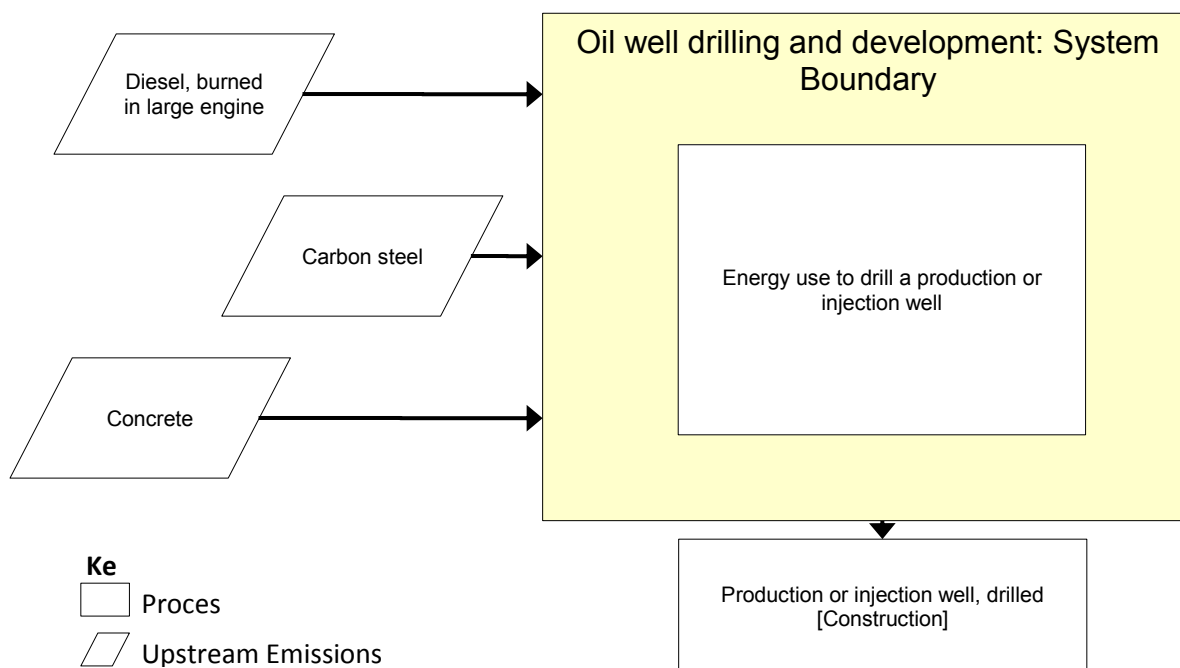 Oil well drilling and development: System
Boundary
Diesel, burned
in large engine
Carbon steel
Energy use to drill a production or
injection well
Concrete
Ke
Proces
Upstream Emissions
Production or injection well, drilled
[Construction]